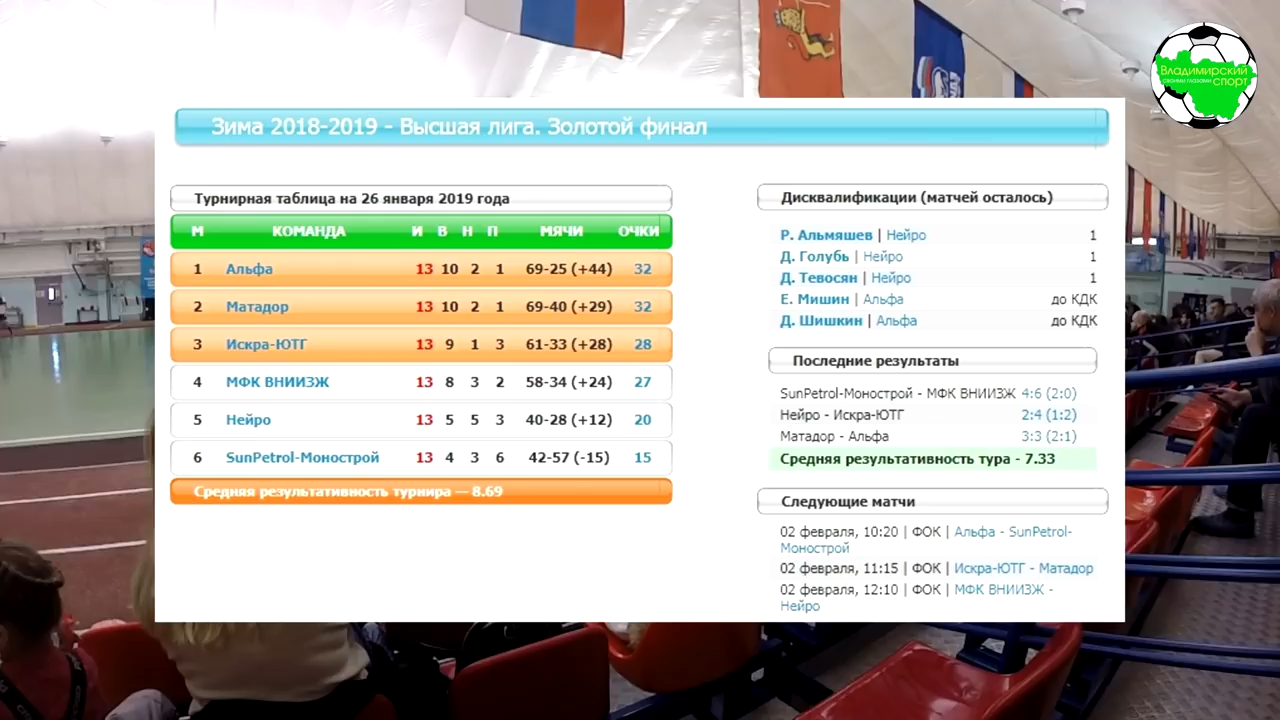 Владимирский
своими глазами спорт
Зима 2018-2019 - Высшая лига. Золотой финал
Турнирная таблица на 26 января 2019 года
М КОМАНДА И В Н П МЯЧИ ОЧКИ
1 Альфа 13 10 2 1 69-25 (+44) 32
2 Матадор 13 10 2 1 69-40 (+29) 32
3 Искра-ЮТГ 13 9 1 3 61-33 (+28) 28
4 МФК ВНИИЗЖ 13 8 3 2 58-34 (+24) 27
5 Нейро 13 5 5 3 40-28 (+12) 20
6 SunPetrol-Монострой 13 4 3 6 42-57 (-15) 15
Средняя результативность турнира — 8.69
Дисквалификации (матчей осталось)
Р. Альмяшев | Нейро 1
Д. Голубь | Нейро 1
Д. Тевосян | Нейро 1
Е. Мишин | Альфа до КДК
Д. Шишкин | Альфа до КДК
Последние результаты
SunPetrol-Монострой - МФК ВНИИЗЖ 4:6 (2:0)
Нейро - Искра-ЮТГ 2:4 (1:2)
Матадор - Альфа 3:3 (2:1)
Средняя результативность тура - 7.33
Следующие матчи
02 февраля, 10:20 | ФОК | Альфа - SunPetrol-
Монострой
02 февраля, 11:15 | ФОК | Искра-ЮТГ - Матадор
02 февраля, 12:10 | ФОК | МФК ВНИИЗЖ -
Нейро